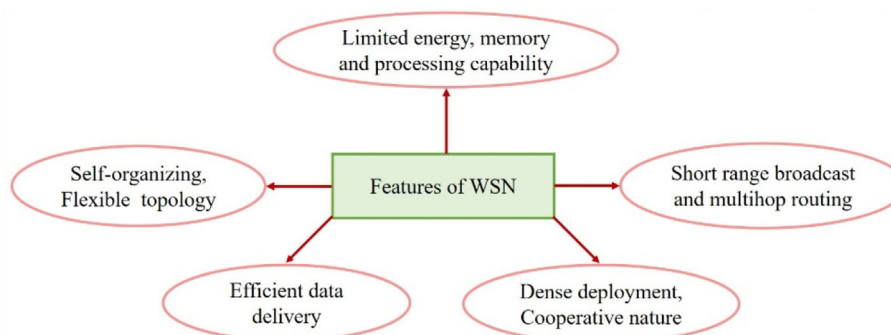 Limited energy, memory
and processing capability
Self-organizing,
Flexible topology
Features of WSN
Short range broadcast
and multihop routing
Efficient data
delivery
Dense deployment,
Cooperative nature